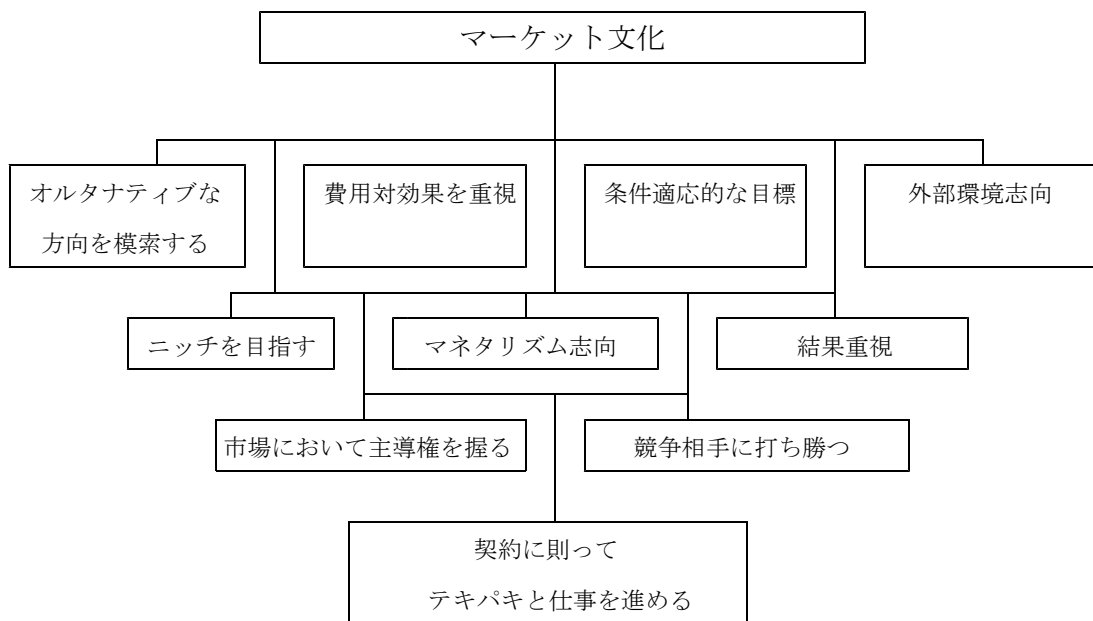 マーケット文化
オルタナティブな
方向を模索する
費用対効果を重視
条件適応的な目標
外部環境志向
ニッチを目指す
マネタリズム志向
結果重視
市場において主導権を握る
競争相手に打ち勝つ
契約に則って
テキパキと仕事を進める